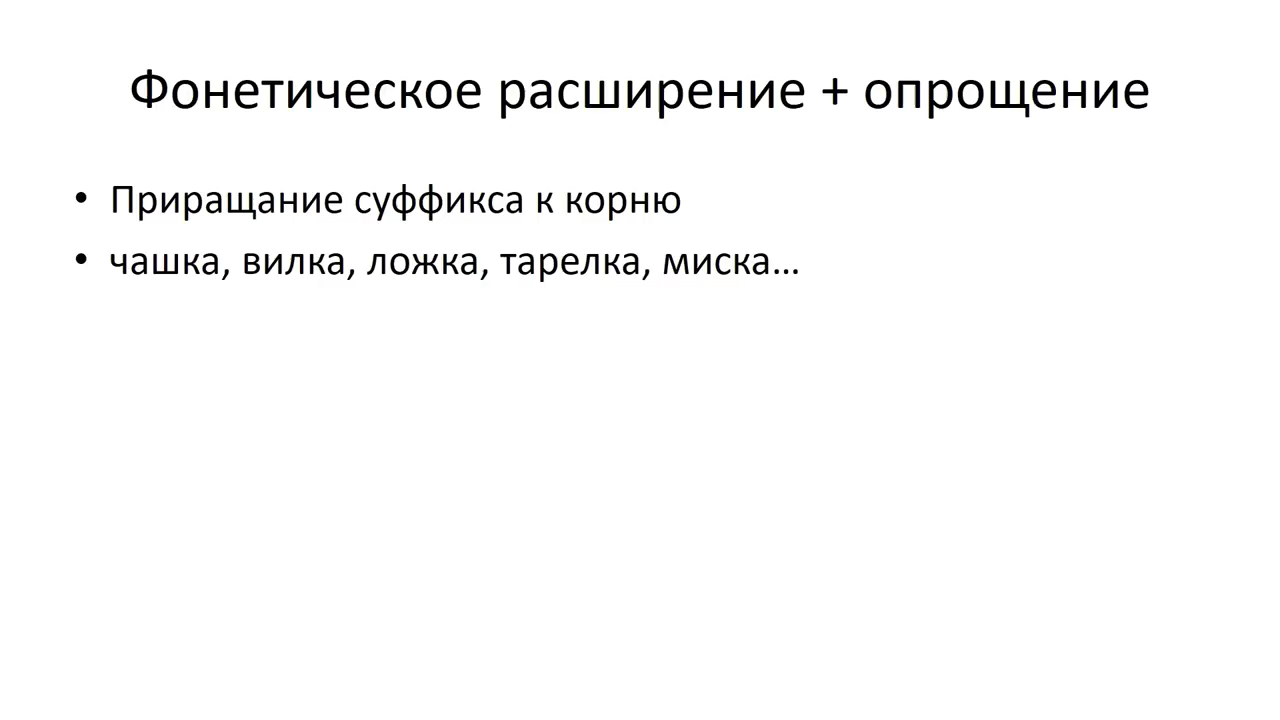 Фонетическое расширение + опрощение
• Приращание суффикса к корню
• чашка, вилка, ложка, тарелка, миска…